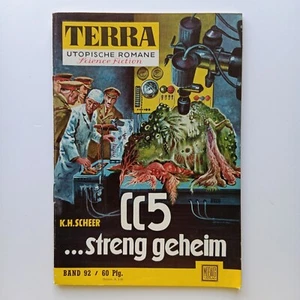 TERRA
UTOPISCHE ROMANE
Science Fiction
K.H. SCHEER
CC5
...streng geheim
BAND 92 / 60 Pfg.